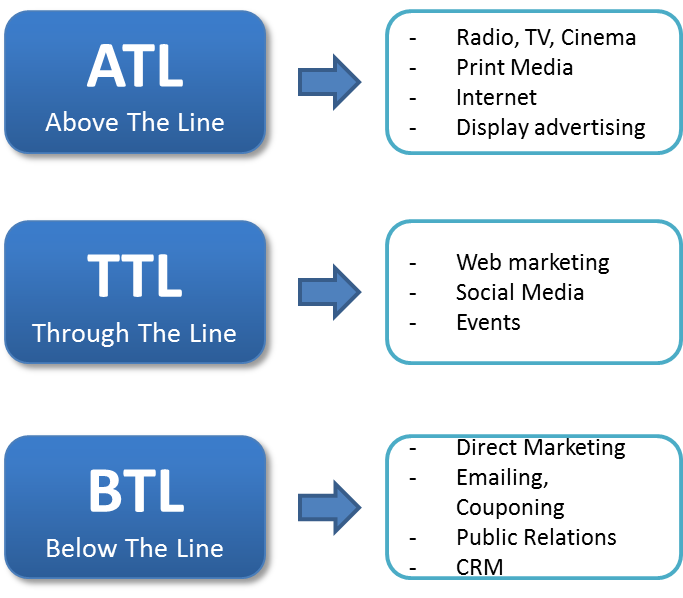 ATL
Above The Line
- Radio, TV, Cinema
- Print Media
- Internet
- Display advertising
TTL
Through The Line
- Web marketing
- Social Media
- Events
BTL
Below The Line
- Direct Marketing
- Emailing,
Couponing
- Public Relations
- CRM